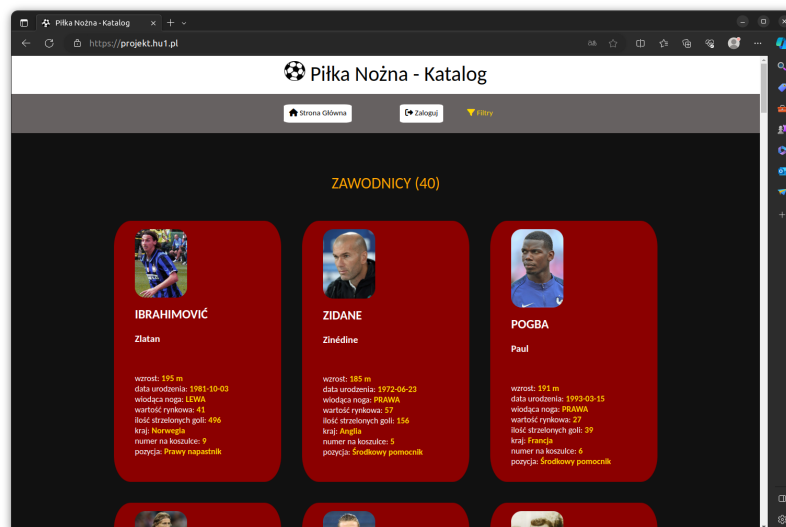 Piłka Nożna - Katalog
https://projekt.hu1.pl
Piłka Nożna - Katalog
Strona Główna
Zaloguj
Filtry
ZAWODNICY (40)
IBRAHIMOVIĆ
Zlatan
wzrost: 195 m
data urodzenia: 1981-10-03
wiodąca noga: LEWA
wartość rynkowa: 41
ilość strzelonych goli: 496
kraj: Norwegia
numer na koszulce: 9
pozycja: Prawy napastnik
ZIDANE
Zinédine
wzrost: 185 m
data urodzenia: 1972-06-23
wiodąca noga: PRAWA
wartość rynkowa: 57
ilość strzelonych goli: 156
kraj: Anglia
numer na koszulce: 5
pozycja: Środkowy pomocnik
POGBA
Paul
wzrost: 191 m
data urodzenia: 1993-03-15
wiodąca noga: PRAWA
wartość rynkowa: 27
ilość strzelonych goli: 39
kraj: Francja
numer na koszulce: 6
pozycja: Środkowy pomocnik